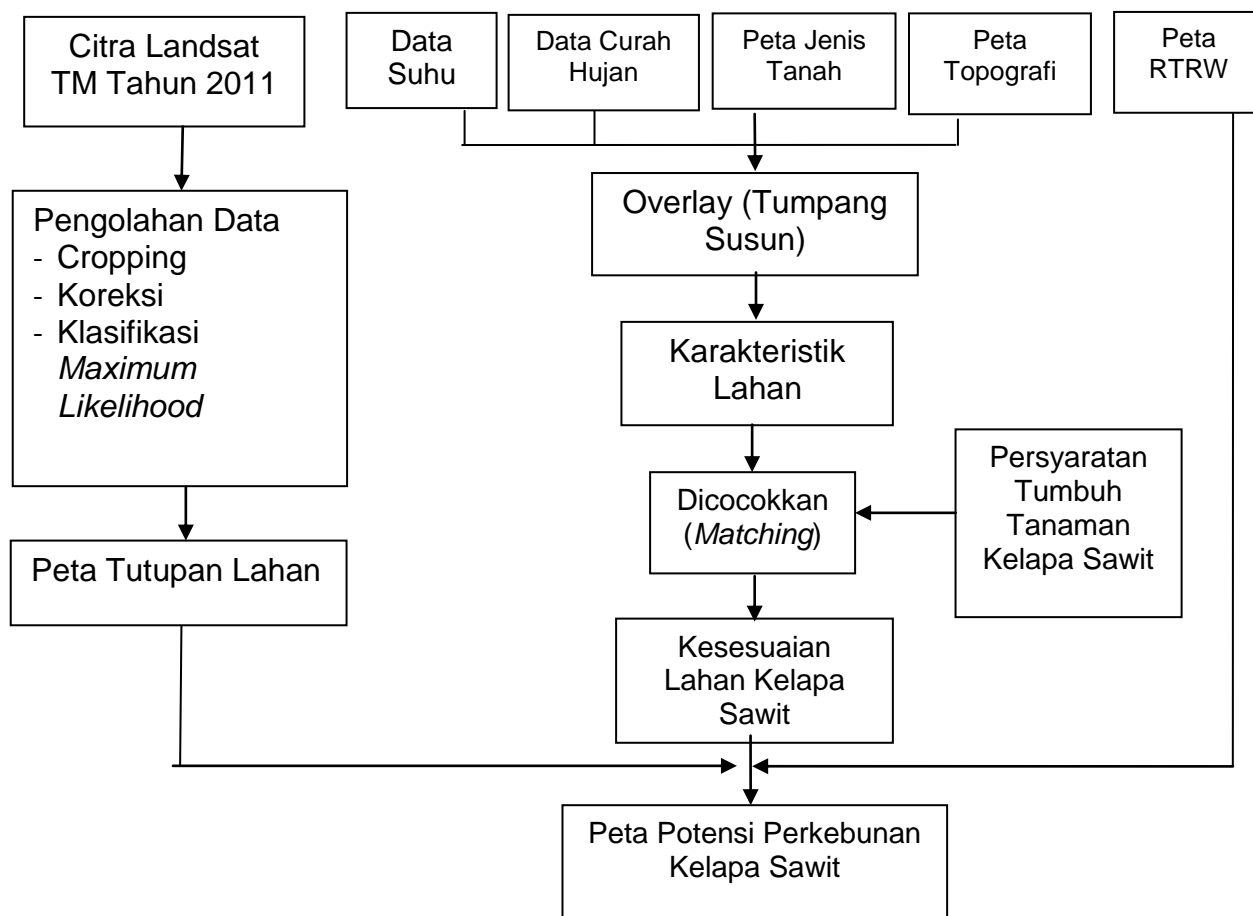 Citra Landsat
TM Tahun 2011
Data
Suhu
Data Curah
Hujan
Peta Jenis
Tanah
Peta
Topografi
Peta
RTRW
Pengolahan Data
- Cropping
- Koreksi
- Klasifikasi
Maximum
Likelihood
Overlay (Tumpang
Susun)
Karakteristik
Lahan
Dicocokkan
(Matching)
Persyaratan
Tumbuh
Tanaman
Kelapa Sawit
Peta Tutupan Lahan
Kesesuaian
Lahan Kelapa
Sawit
Peta Potensi Perkebunan
Kelapa Sawit